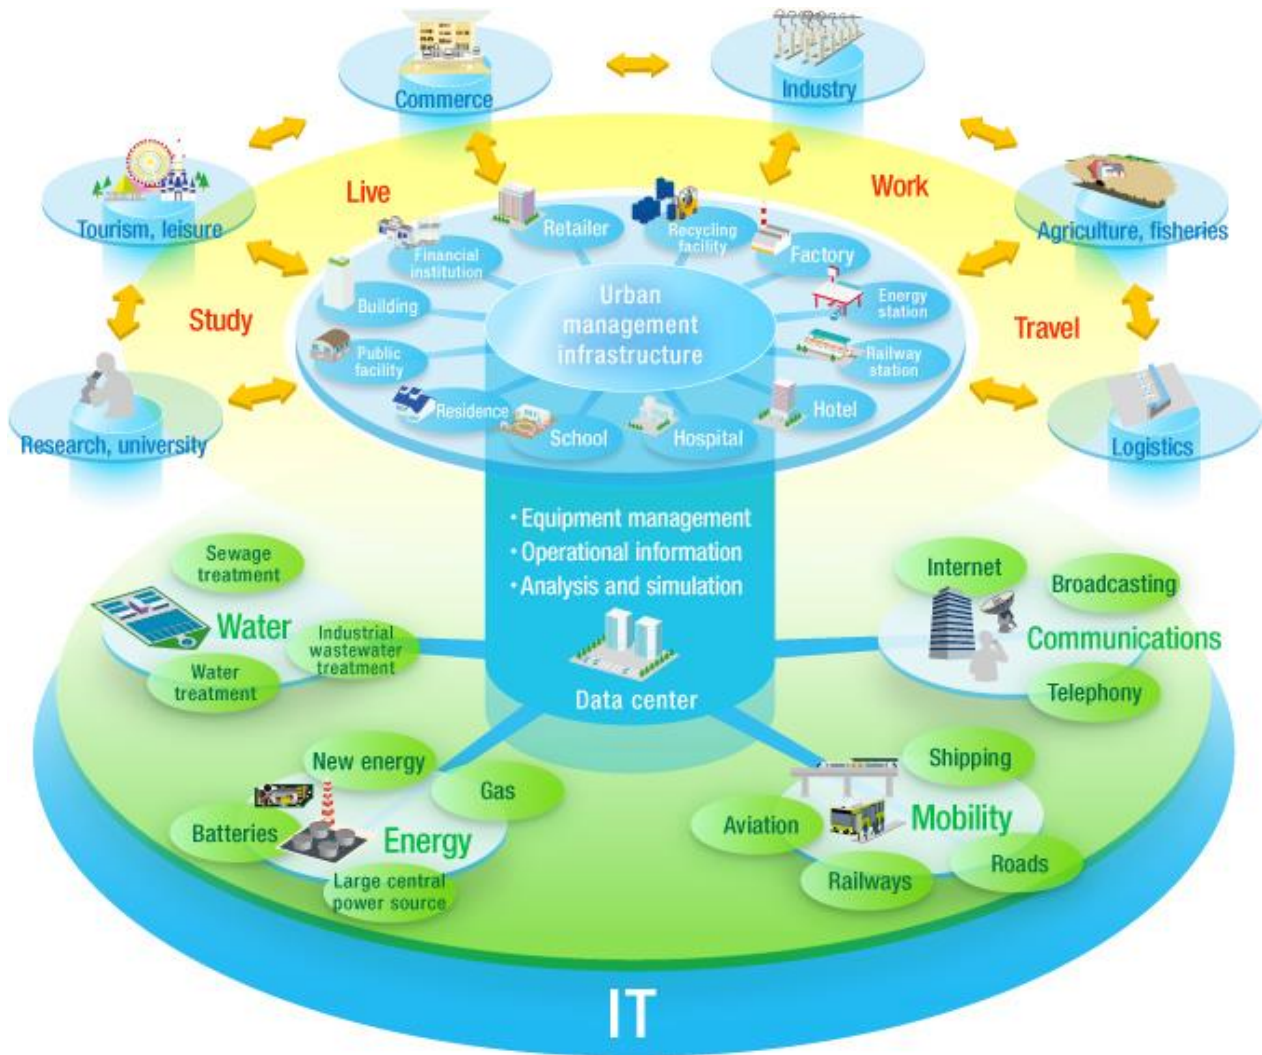 Commerce
Industry
Tourism, leisure
Agriculture, fisheries
Research, university
Logistics
Live
Work
Study
Travel
Retailer
Recycling
facility
Financial
institution
Factory
Building
Energy
station
Public
facility
Railway
station
Residence
School
Hospital
Hotel
Urban
management
infrastructure
• Equipment management
• Operational information
• Analysis and simulation
Data center
Sewage
treatment
Water
Industrial
wastewater
treatment
Water
treatment
Internet
Broadcasting
Communications
Telephony
New energy
Gas
Batteries
Energy
Large central
power source
Shipping
Aviation
Mobility
Railways
Roads
IT